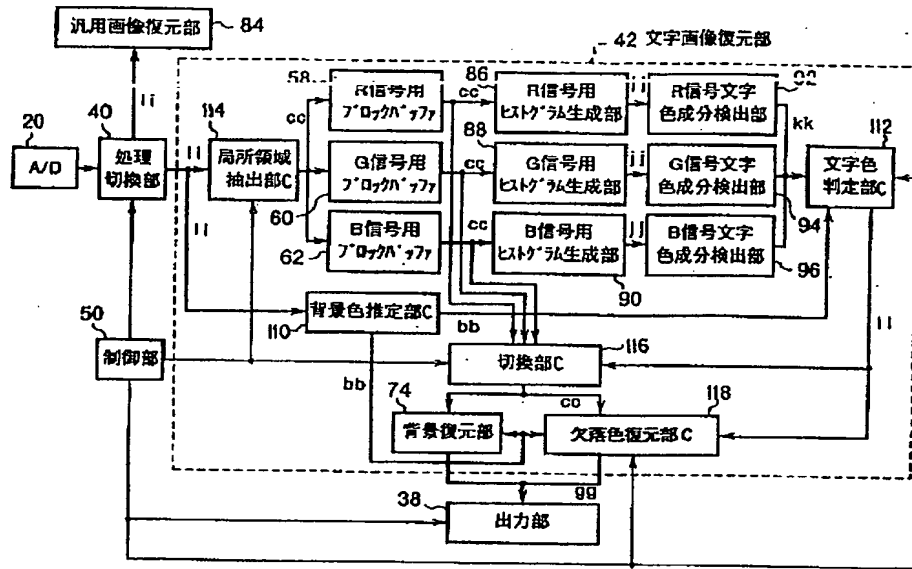 汎用画像復元部
84
42 文字画像復元部
ii
58
R信号用
ブロックバッファ
86
cc
R信号用
ヒストグラム生成部
jj
R信号文字
色成分検出部
20
A/D
40
処理
切換部
ii
114
局所領域
抽出部C
cc
60
G信号用
ブロックバッファ
88
cc
G信号用
ヒストグラム生成部
jj
G信号文字
色成分検出部
94
kk
112
文字色
判定部C
ii
62
B信号用
ブロックバッファ
cc
B信号用
ヒストグラム生成部
90
jj
B信号文字
色成分検出部
96
50
制御部
110
背景色推定部C
bb
116
切換部C
ll
bb
74
背景復元部
cc
118
欠落色復元部C
gg
38
出力部